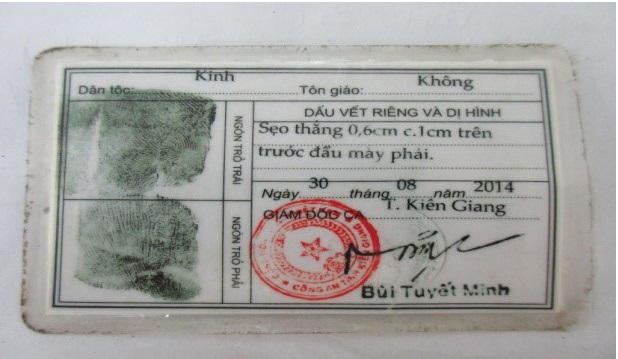 Dân tộc: Kinh Tôn giáo: Không
NGÓN TRỎ TRÁI
NGÓN TRỎ PHẢI
DẤU VẾT RIÊNG VÀ DỊ HÌNH
Sẹo thẳng 0,6cm c.1cm trên
trước đầu mày phải.
Ngày 30 tháng 08 năm 2014
GIÁM ĐỐC CA T. Kiên Giang
CÔNG AN TỈNH
Bùi Tuyết Minh